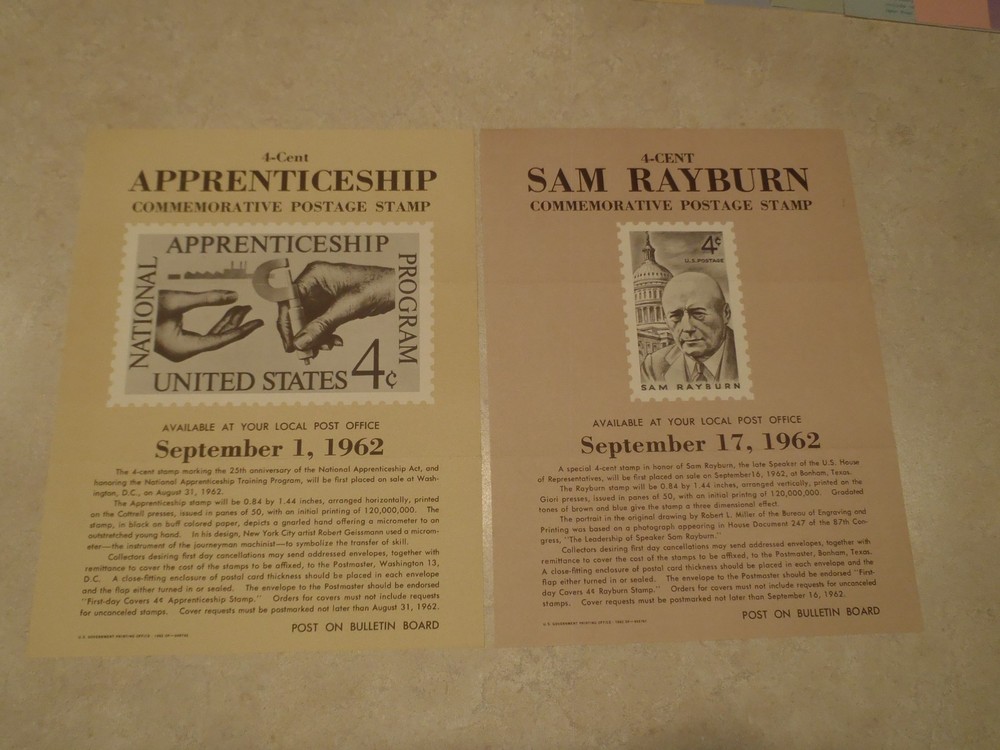 4-Cent
APPRENTICESHIP
COMMEMORATIVE POSTAGE STAMP
NATIONAL
APPRENTICESHIP
PROGRAM
UNITED STATES 4¢
AVAILABLE AT YOUR LOCAL POST OFFICE
September 1, 1962
The 4-cent stamp marking the 25th anniversary of the National Apprenticeship Act, and
honoring the National Apprenticeship Training Program, will be first placed on sale at Wash-
ington, D.C., on August 31, 1962.
The Apprenticeship stamp will be 0.84 by 1.44 inches, arranged horizontally, printed
on the Cottrell presses, issued in panes of 50, with an initial printing of 120,000,000. The
stamp, in black on buff colored paper, depicts a gnarled hand offering a micrometer to an
outstretched young hand. In his design, New York City artist Robert Geissmann used a microm-
eter—the instrument of the journeyman machinist—to symbolize the transfer of skill.
Collectors desiring first day cancellations may send addressed envelopes, together with
remittance to cover the cost of the stamps to be affixed, to the Postmaster, Washington 13,
D.C. A close-fitting enclosure of postal card thickness should be placed in each envelope
and the flap either turned in or sealed. The envelope to the Postmaster should be endorsed
"First-day Covers 4¢ Apprenticeship Stamp." Orders for covers must not include requests
for uncanceled stamps. Cover requests must be postmarked not later than August 31, 1962.
POST ON BULLETIN BOARD
U.S. GOVERNMENT PRINTING OFFICE
4-CENT
SAM RAYBURN
COMMEMORATIVE POSTAGE STAMP
4¢
U.S. POSTAGE
SAM RAYBURN
AVAILABLE AT YOUR LOCAL POST OFFICE
September 17, 1962
A special 4-cent stamp in honor of Sam Rayburn, the late Speaker of the U.S. House
of Representatives, will be first placed on sale on September16, 1962, at Bonham, Texas.
The Rayburn stamp will be 0.84 by 1.44 inches, arranged vertically, printed on the
Giori presses, issued in panes of 50, with an initial printing of 120,000,000. Gradated
tones of brown and blue give the stamp a three dimensional effect.
The portrait in the original drawing by Robert L. Miller of the Bureau of Engraving and
Printing was based on a photograph appearing in House Document 247 of the 87th Con-
gress, "The Leadership of Speaker Sam Rayburn."
Collectors desiring first day cancellations may send addressed envelopes, together with
remittance to cover the cost of the stamps to be affixed, to the Postmaster, Bonham, Texas.
A close-fitting enclosure of postal card thickness should be placed in each envelope and the
flap either turned in or sealed. The envelope to the Postmaster should be endorsed "First-
day Covers 4¢ Rayburn Stamp." Orders for covers must not include requests for uncanceled
stamps. Cover requests must be postmarked not later than September 16, 1962.
POST ON BULLETIN BOARD
U.S. GOVERNMENT PRINTING OFFICE